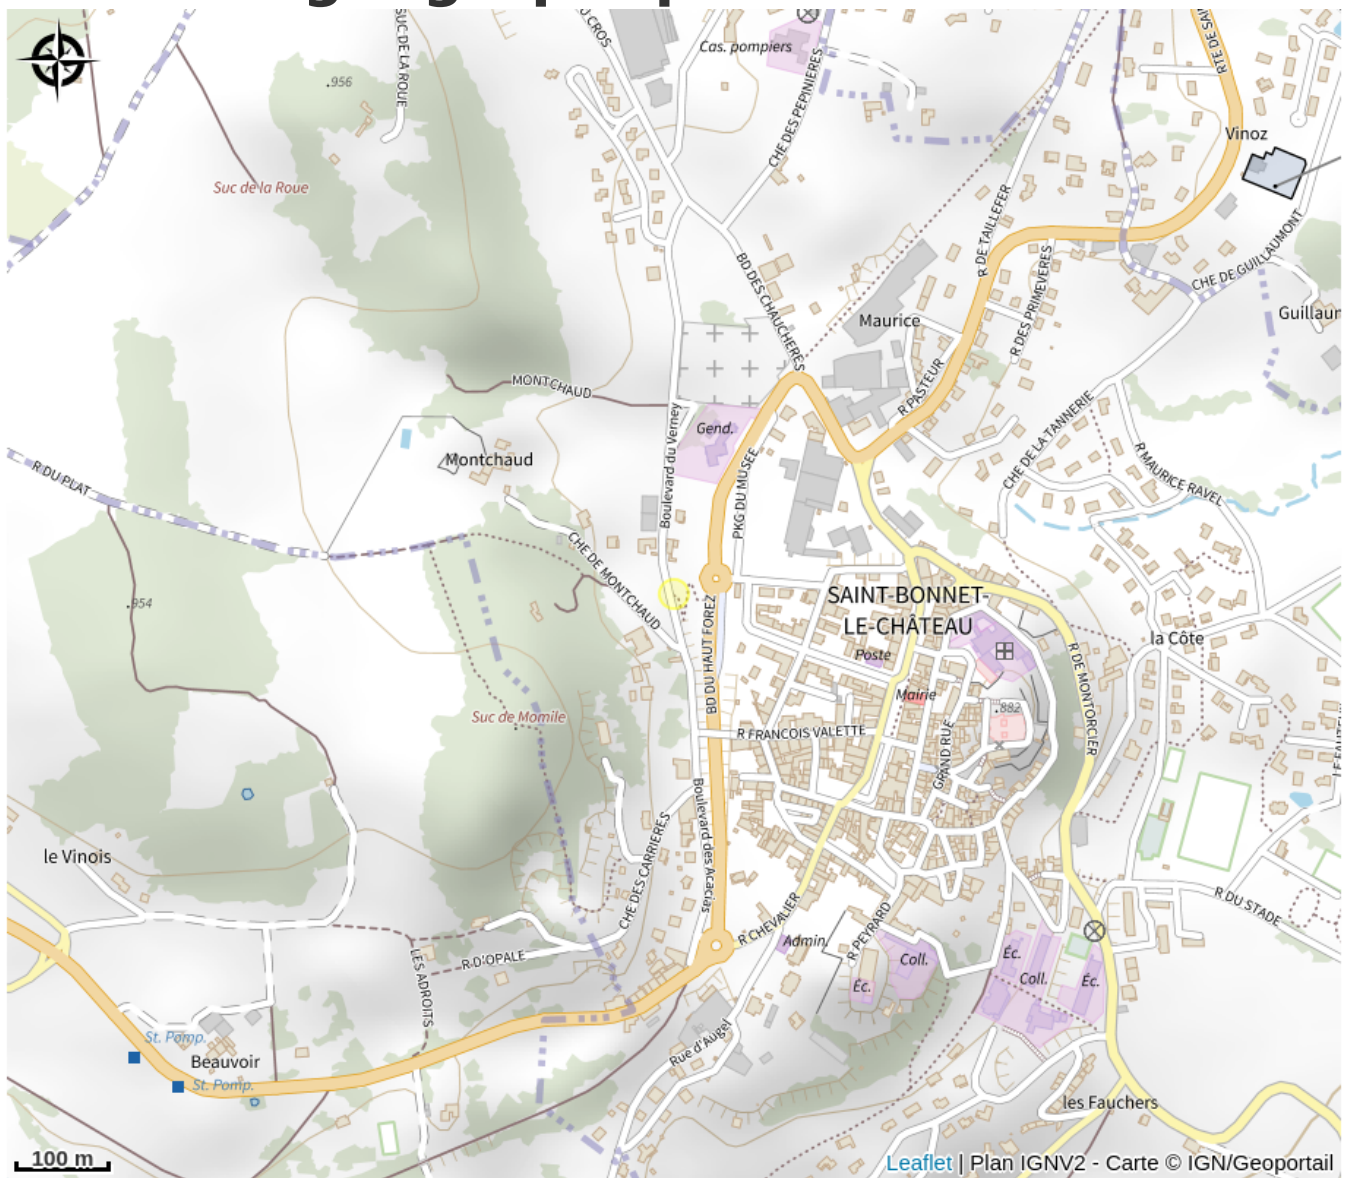 SUC DE LA ROUE
U CROS
Cas. pompiers
CHE DES PEPINIERES
RTE DE SAI
.956
Vinoz
Suc de la Roue
R DE TAILLEFER
CHE DE GUILLAUMONT
BD DES CHAUCHERES
R DES PRIMEVERES
Guillaur
Maurice
MONTCHAUD
R PASTEUR
Boulevard du Verney
Gend.
CHE DE LA TANNERIE
Montchaud
R DU PLAT
PKG DU MUSEE
R MAURICE RAVEL
CHE DE MONTCHAUD
.954
SAINT-BONNET-
LE-CHÂTEAU
BD DU HAUT FOREZ
la Côte
Poste
R DE MONTORCIER
Mairie
.882
Suc de Momile
R FRANCOIS VALETTE
GRAND RUE
Boulevard des Acacias
le Vinois
CHE DES CARRIERES
R DU STADE
R CHEVALIER
R PEYRARD
Admin.
Coll.
Éc.
R D'OPALE
LES ADROITS
Éc.
Coll.
Éc.
St. Pomp.
Beauvoir
Rue d'Augel
St. Pomp.
les Fauchers
100 m
Leaflet | Plan IGNV2 - Carte © IGN/Geoportail